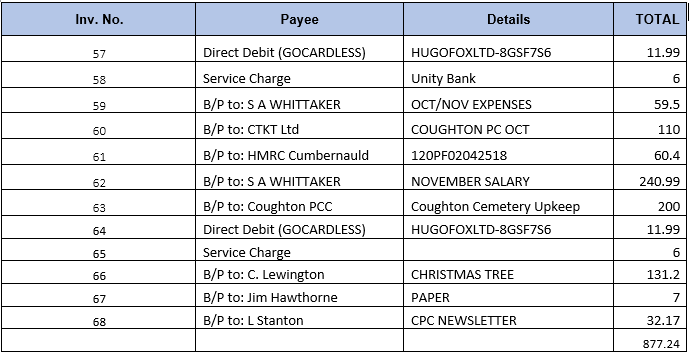 Inv. No. Payee Details TOTAL
57 Direct Debit (GOCARDLESS) HUGOFOXLTD-8GSF7S6 11.99
58 Service Charge Unity Bank 6
59 B/P to: S A WHITTAKER OCT/NOV EXPENSES 59.5
60 B/P to: CTKT Ltd COUGHTON PC OCT 110
61 B/P to: HMRC Cumbernauld 120PF02042518 60.4
62 B/P to: S A WHITTAKER NOVEMBER SALARY 240.99
63 B/P to: Coughton PCC Coughton Cemetery Upkeep 200
64 Direct Debit (GOCARDLESS) HUGOFOXLTD-8GSF7S6 11.99
65 Service Charge 6
66 B/P to: C. Lewington CHRISTMAS TREE 131.2
67 B/P to: Jim Hawthorne PAPER 7
68 B/P to: L Stanton CPC NEWSLETTER 32.17
877.24